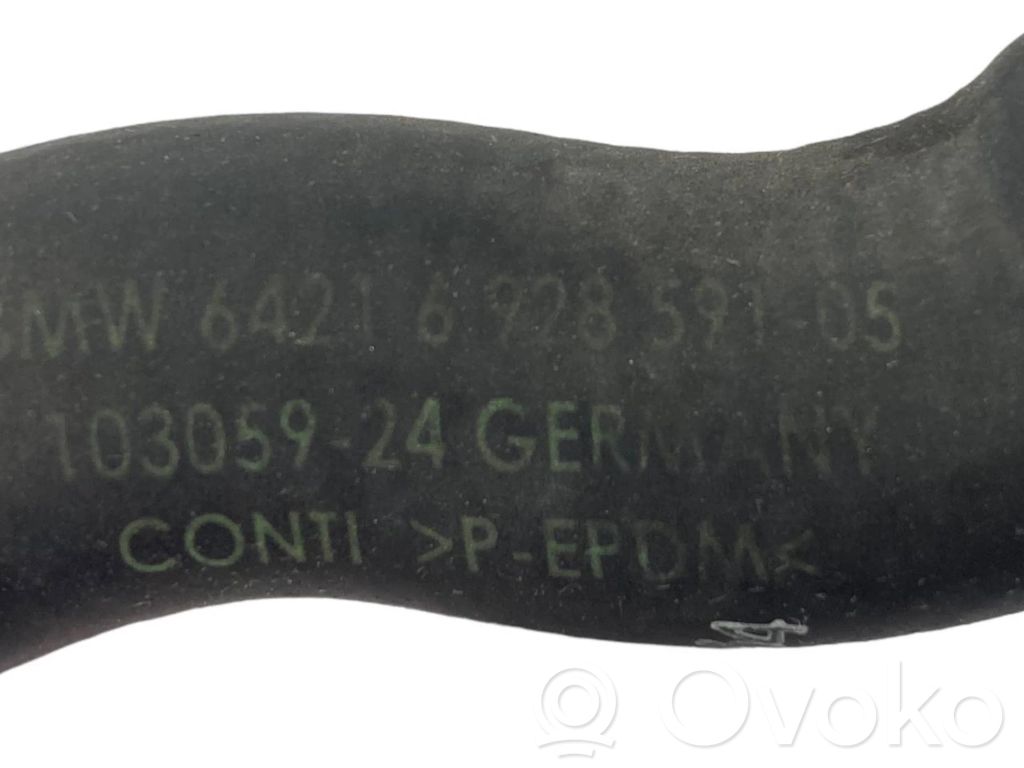 BMW 6421 6 928 591-05
103059-24 GERMANY
CONTI >P-EPDM<
Ovoko